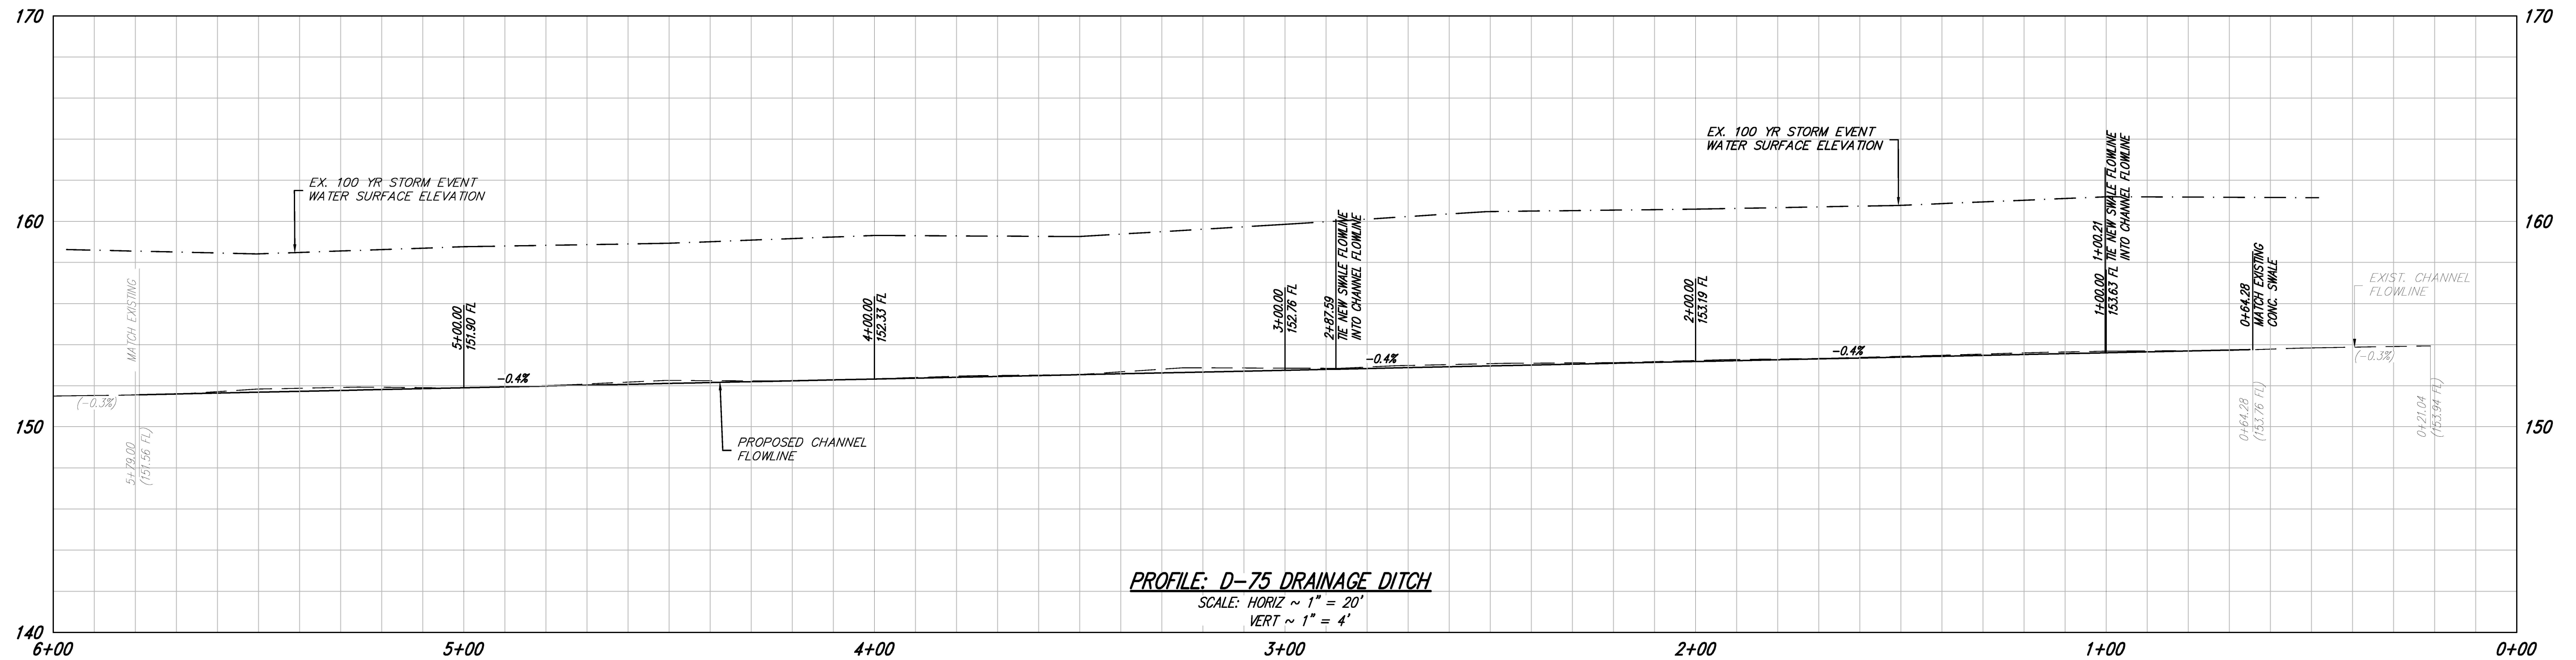 170
170
EX. 100 YR STORM EVENT
WATER SURFACE ELEVATION
EX. 100 YR STORM EVENT
WATER SURFACE ELEVATION
160
160
MATCH EXISTING
5+79.00
(151.56 FL)
(-0.3%)
5+00.00
151.90 FL
-0.4%
PROPOSED CHANNEL
FLOWLINE
4+00.00
152.33 FL
3+00.00
152.76 FL
2+87.59
TIE NEW SWALE FLOWLINE
INTO CHANNEL FLOWLINE
-0.4%
2+00.00
153.19 FL
-0.4%
1+00.00
153.63 FL
1+00.21
TIE NEW SWALE FLOWLINE
INTO CHANNEL FLOWLINE
0+64.28
MATCH EXISTING
CONC. SWALE
EXIST. CHANNEL
FLOWLINE
(-0.3%)
0+64.28
(153.76 FL)
0+21.04
(153.94 FL)
150
150
PROFILE: D-75 DRAINAGE DITCH
SCALE: HORIZ ~ 1" = 20'
VERT ~ 1" = 4'
140
6+00
5+00
4+00
3+00
2+00
1+00
0+00